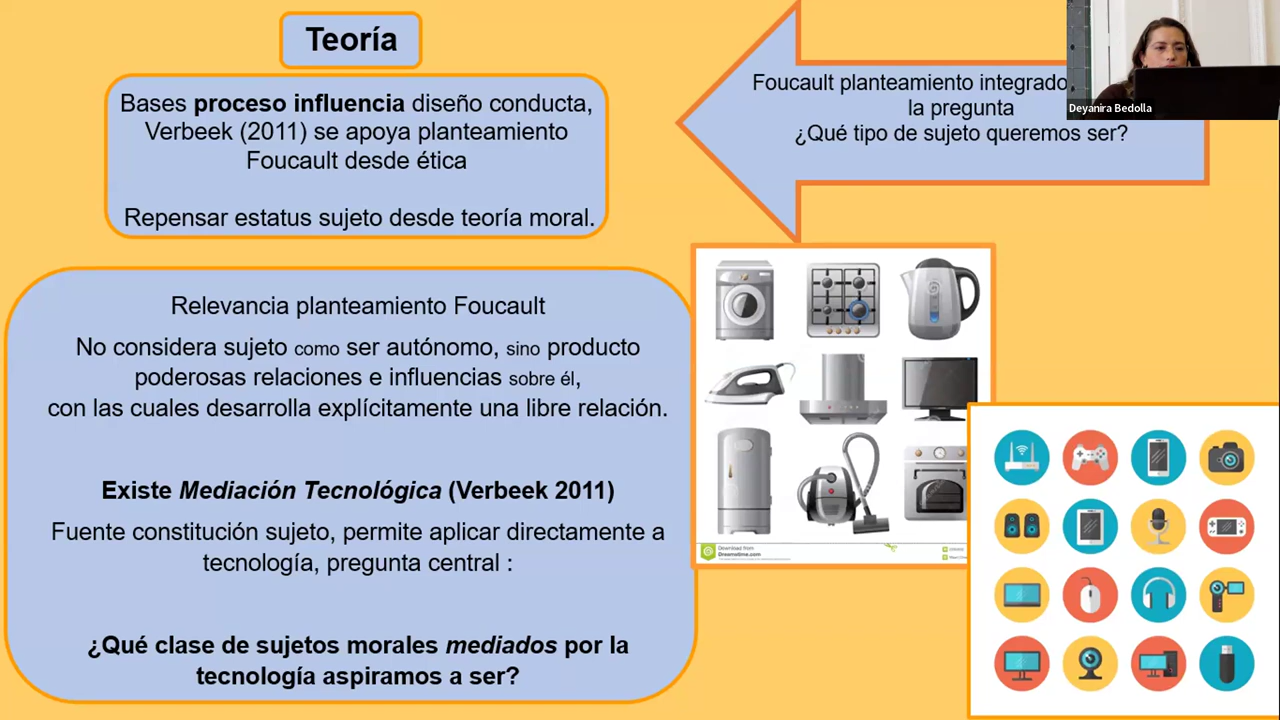 Teoría
Bases proceso influencia diseño conducta,
Verbeek (2011) se apoya planteamiento
Foucault desde ética
Repensar estatus sujeto desde teoría moral.
Foucault planteamiento integrado
la pregunta
¿Qué tipo de sujeto queremos ser?
Deyanira Bedolla
Relevancia planteamiento Foucault
No considera sujeto como ser autónomo, sino producto
poderosas relaciones e influencias sobre él,
con las cuales desarrolla explícitamente una libre relación.
Existe Mediación Tecnológica (Verbeek 2011)
Fuente constitución sujeto, permite aplicar directamente a
tecnología, pregunta central :
¿Qué clase de sujetos morales mediados por la
tecnología aspiramos a ser?
Download from
Dreamstime.com